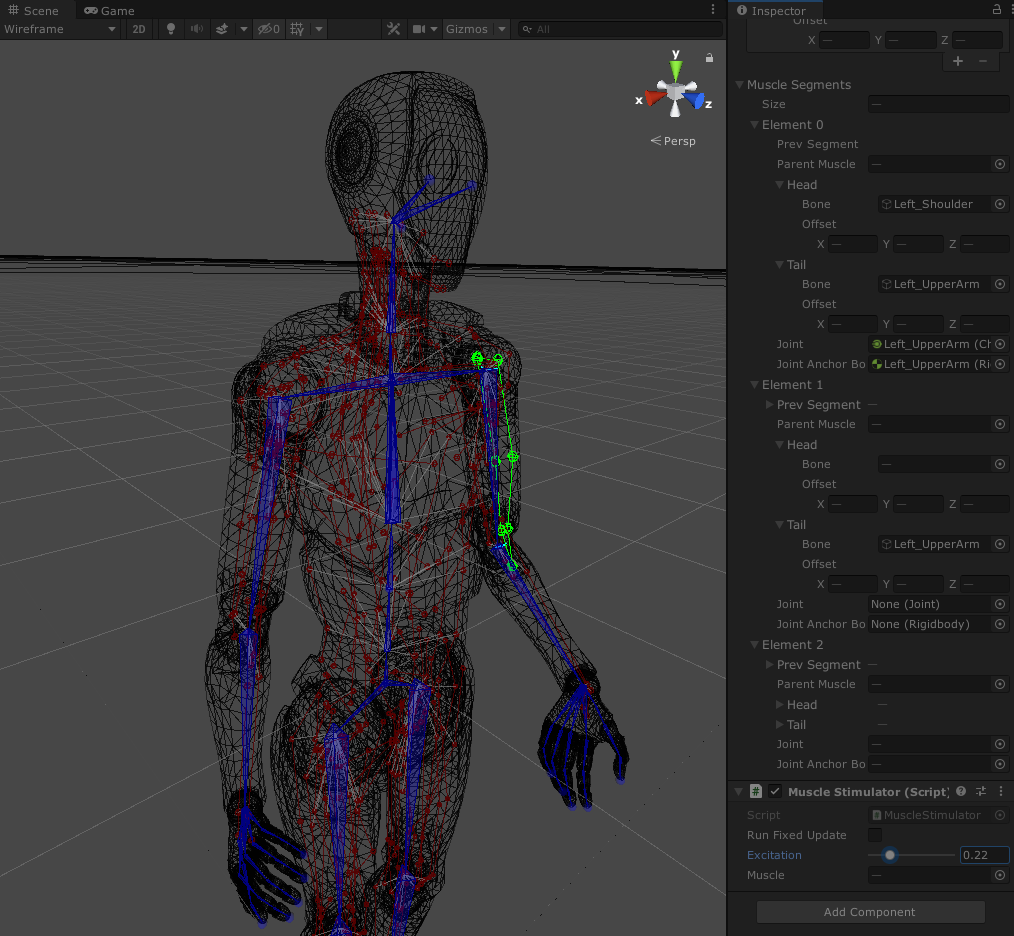 Scene Game
Wireframe 2D 0 Gizmos All
y
x
z
Persp
Inspector
Offset
X — Y — Z —
+ −
Muscle Segments
Size —
Element 0
Prev Segment
Parent Muscle —
Head
Bone Left_Shoulder
Offset
X — Y — Z —
Tail
Bone Left_UpperArm
Offset
X — Y — Z —
Joint Left_UpperArm (Ch
Joint Anchor Bo Left_UpperArm (Ri
Element 1
Prev Segment —
Parent Muscle —
Head
Bone —
Offset
X — Y — Z —
Tail
Bone Left_UpperArm
Offset
X — Y — Z —
Joint None (Joint)
Joint Anchor Bo None (Rigidbody)
Element 2
Prev Segment —
Parent Muscle —
Head —
Tail —
Joint —
Joint Anchor Bo —
# Muscle Stimulator (Script)
Script MuscleStimulator
Run Fixed Update
Excitation 0.22
Muscle —
Add Component